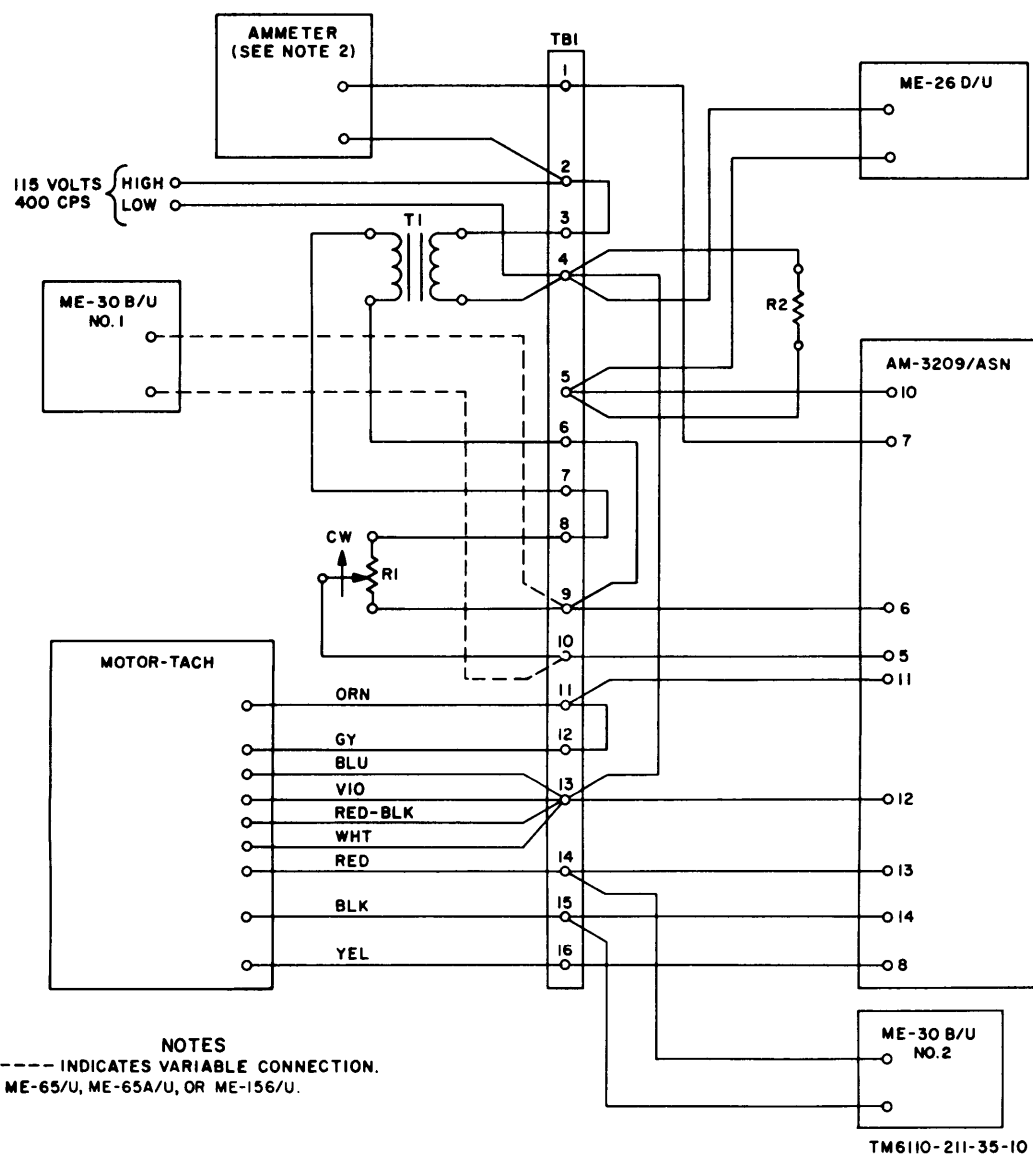 AMMETER
(SEE NOTE 2)
TB1
1
ME-26 D/U
2
115 VOLTS
400 CPS
HIGH
LOW
T1
3
4
ME-30 B/U
NO. 1
R2
AM-3209/ASN
5
10
6
7
7
8
CW
R1
9
6
10
5
MOTOR-TACH
11
11
ORN
12
GY
BLU
13
12
VIO
RED-BLK
WHT
RED
14
13
BLK
15
14
YEL
16
8
NOTES
---- INDICATES VARIABLE CONNECTION.
ME-65/U, ME-65A/U, OR ME-156/U.
ME-30 B/U
NO. 2
TM6110-211-35-10